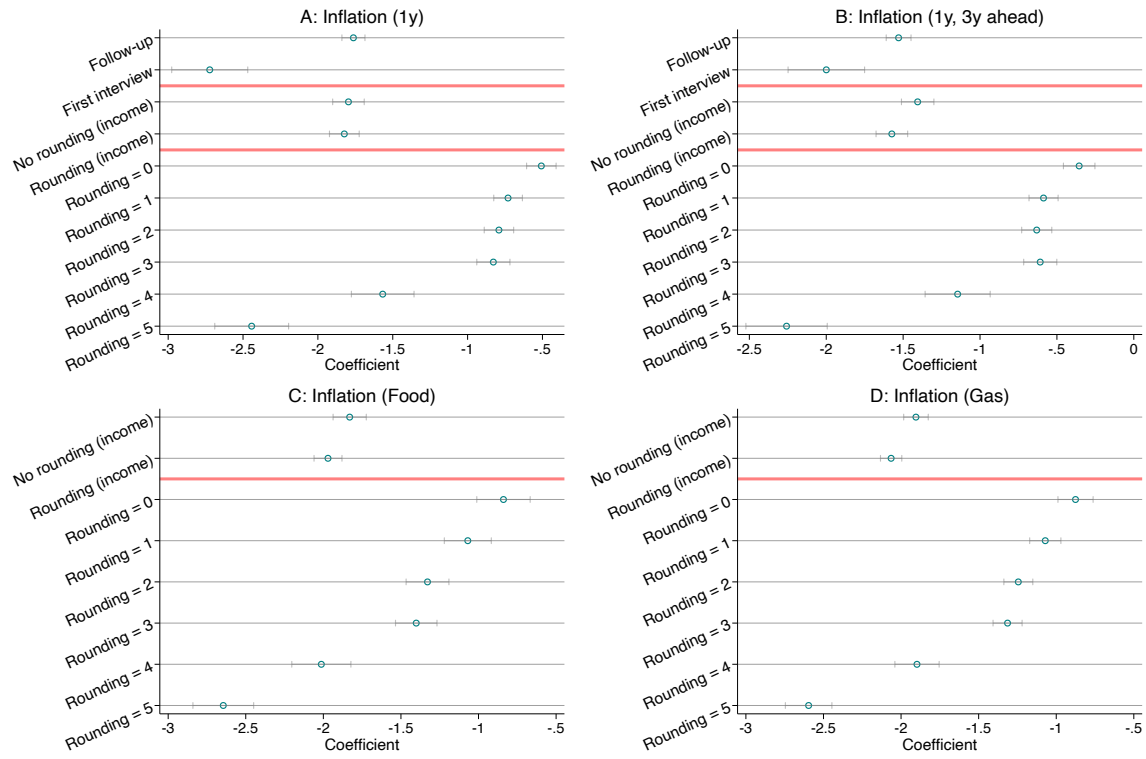 A: Inflation (1y)
Follow-up
First interview
No rounding (income)
Rounding (income)
Rounding = 0
Rounding = 1
Rounding = 2
Rounding = 3
Rounding = 4
Rounding = 5
-3 -2.5 -2 -1.5 -1 -.5
Coefficient
B: Inflation (1y, 3y ahead)
Follow-up
First interview
No rounding (income)
Rounding (income)
Rounding = 0
Rounding = 1
Rounding = 2
Rounding = 3
Rounding = 4
Rounding = 5
-2.5 -2 -1.5 -1 -.5 0
Coefficient
C: Inflation (Food)
No rounding (income)
Rounding (income)
Rounding = 0
Rounding = 1
Rounding = 2
Rounding = 3
Rounding = 4
Rounding = 5
-3 -2.5 -2 -1.5 -1 -.5
Coefficient
D: Inflation (Gas)
No rounding (income)
Rounding (income)
Rounding = 0
Rounding = 1
Rounding = 2
Rounding = 3
Rounding = 4
Rounding = 5
-3 -2.5 -2 -1.5 -1 -.5
Coefficient